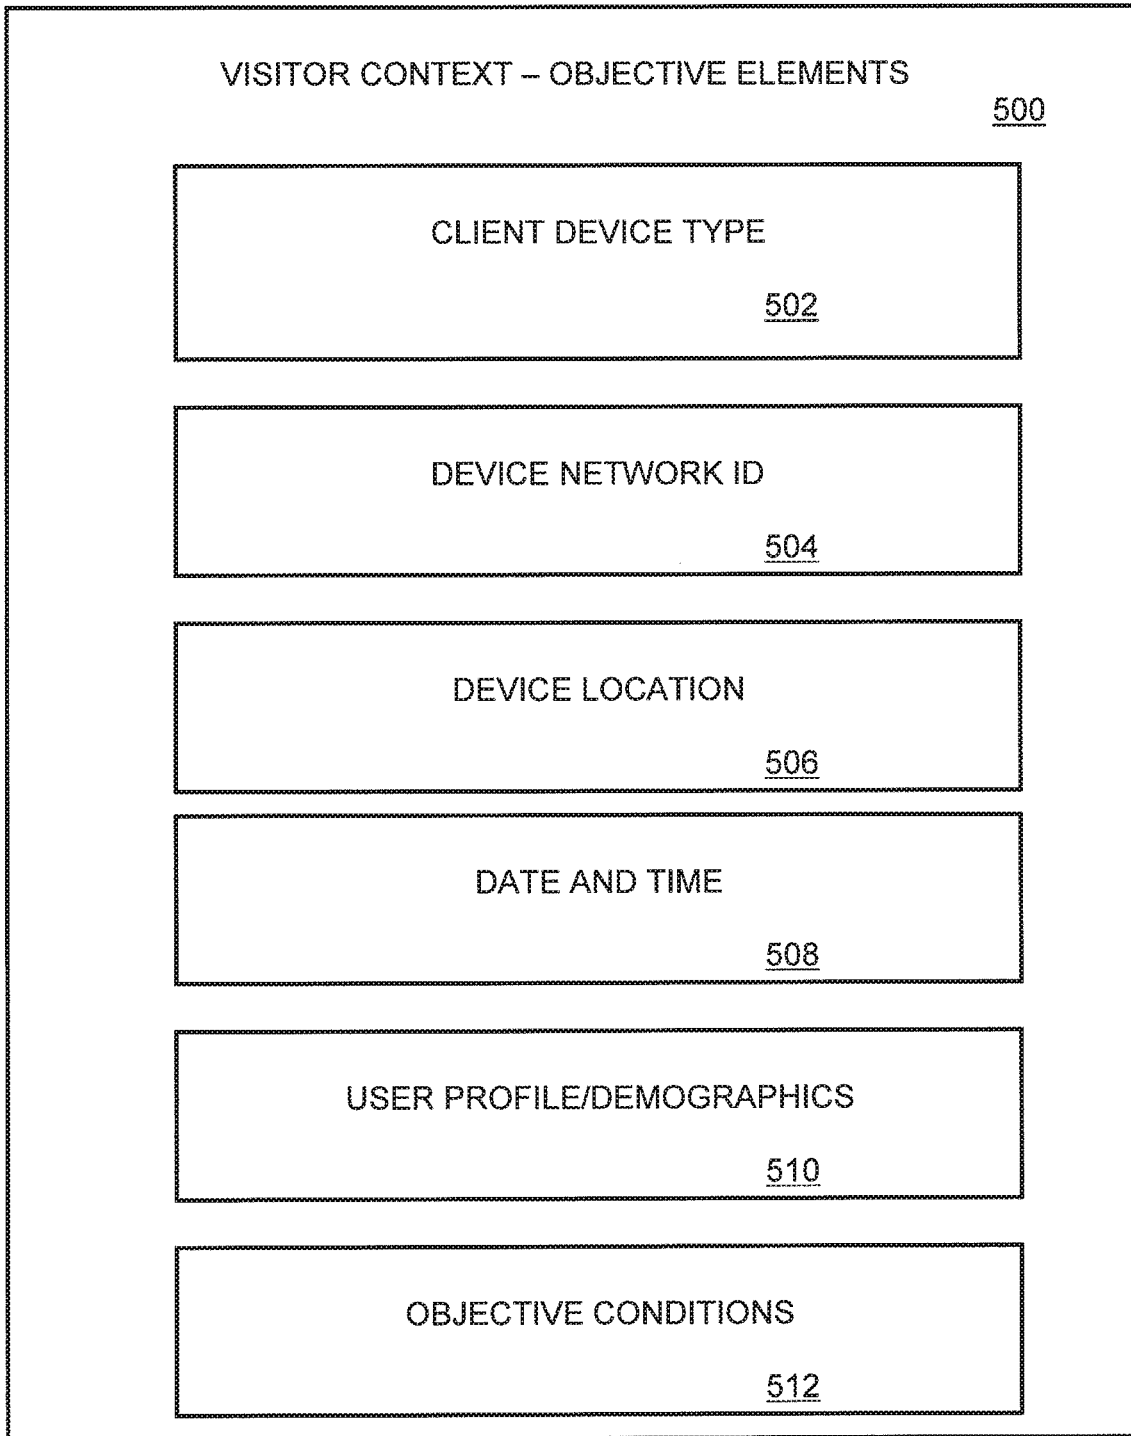 VISITOR CONTEXT – OBJECTIVE ELEMENTS
500
CLIENT DEVICE TYPE
502
DEVICE NETWORK ID
504
DEVICE LOCATION
506
DATE AND TIME
508
USER PROFILE/DEMOGRAPHICS
510
OBJECTIVE CONDITIONS
512